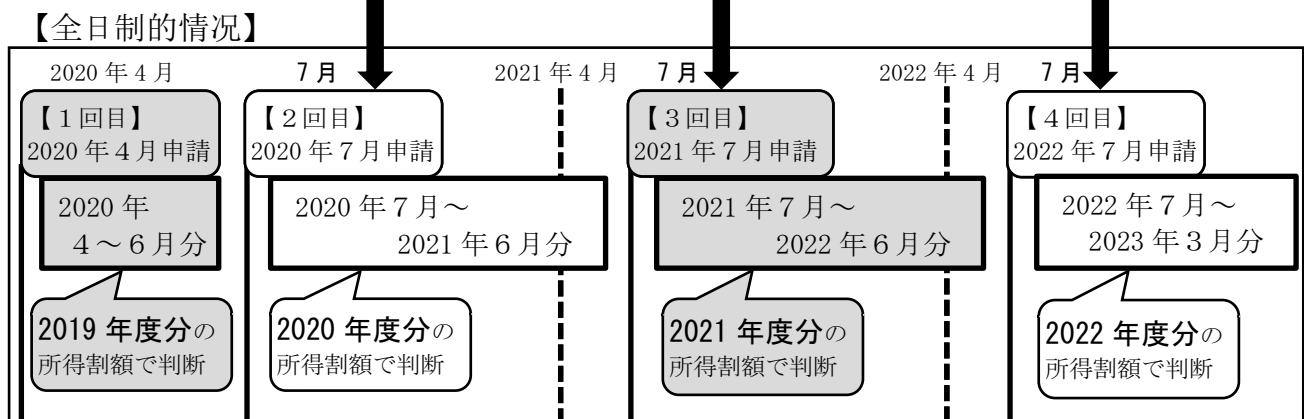 【全日制的情况】
2020年4月
7月
2021年4月
7月
2022年4月
7月
【1回目】
2020年4月申請
2020年
4～6月分
2019年度分の
所得割額で判断
【2回目】
2020年7月申請
2020年7月～
2021年6月分
2020年度分の
所得割額で判断
【3回目】
2021年7月申請
2021年7月～
2022年6月分
2021年度分の
所得割額で判断
【4回目】
2022年7月申請
2022年7月～
2023年3月分
2022年度分の
所得割額で判断